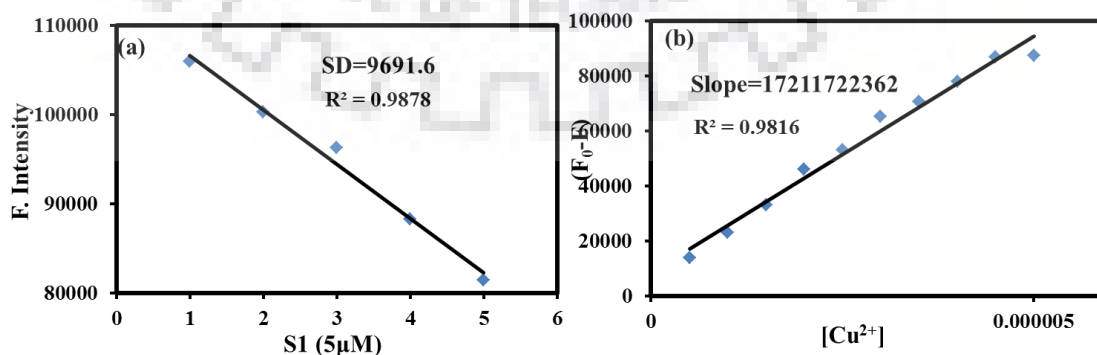 (a)
SD=9691.6
R² = 0.9878
F. Intensity
110000
100000
90000
80000
0 1 2 3 4 5 6
S1 (5µM)
(b)
Slope=17211722362
R² = 0.9816
(F₀-F)
100000
80000
60000
40000
20000
0
0 0.000005
[Cu²⁺]